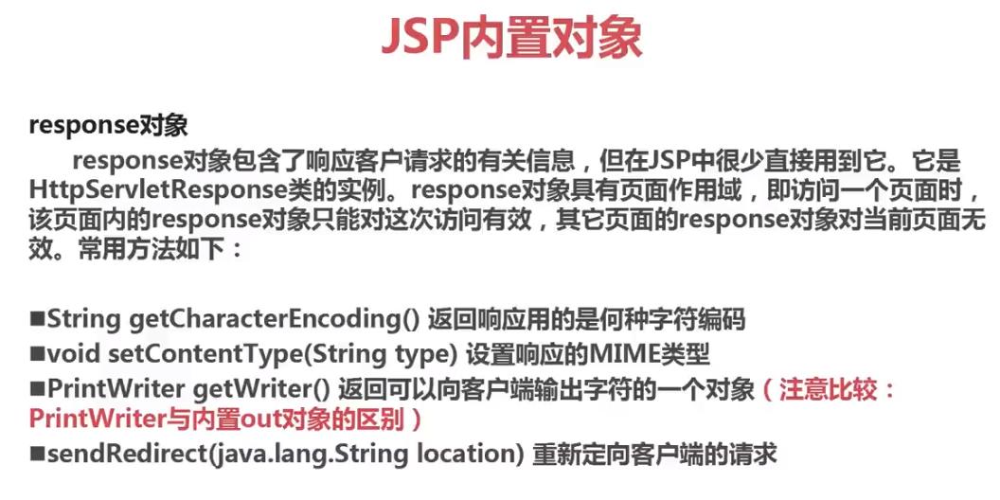 JSP内置对象
response对象
response对象包含了响应客户请求的有关信息，但在JSP中很少直接用到它。它是
HttpServletResponse类的实例。response对象具有页面作用域，即访问一个页面时，
该页面内的response对象只能对这次访问有效，其它页面的response对象对当前页面无
效。常用方法如下：
■String getCharacterEncoding() 返回响应用的是何种字符编码
■void setContentType(String type) 设置响应的MIME类型
■PrintWriter getWriter() 返回可以向客户端输出字符的一个对象（注意比较：
PrintWriter与内置out对象的区别）
■sendRedirect(java.lang.String location) 重新定向客户端的请求